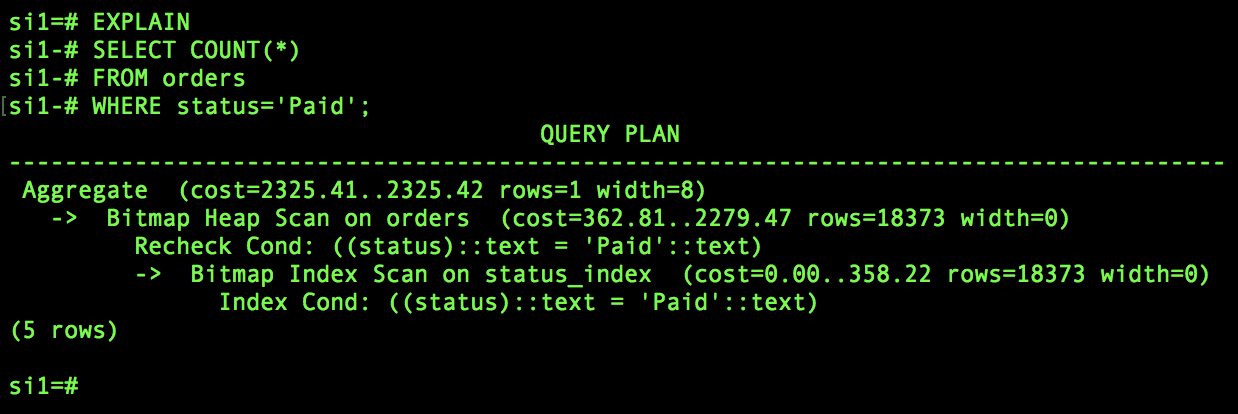 si1=# EXPLAIN
si1-# SELECT COUNT(*)
si1-# FROM orders
[si1-# WHERE status='Paid';
QUERY PLAN
---------------------------------------------------------------------------------------
Aggregate  (cost=2325.41..2325.42 rows=1 width=8)
->  Bitmap Heap Scan on orders  (cost=362.81..2279.47 rows=18373 width=0)
Recheck Cond: ((status)::text = 'Paid'::text)
->  Bitmap Index Scan on status_index  (cost=0.00..358.22 rows=18373 width=0)
Index Cond: ((status)::text = 'Paid'::text)
(5 rows)
si1=#